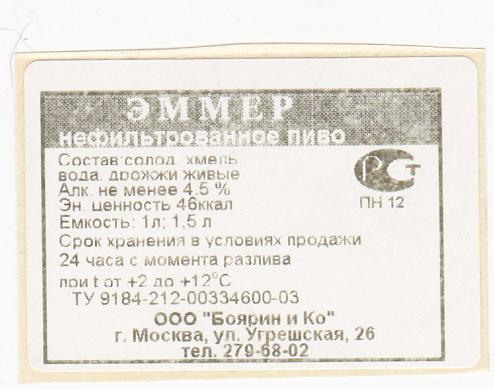 ЭММЕР
нефильтрованное пиво
Состав:солод, хмель,
вода, дрожжи живые
Алк. не менее 4.5 %
Эн. ценность 46ккал
Емкость: 1л; 1,5 л
РСТ
ПН 12
Срок хранения в условиях продажи
24 часа с момента разлива
при t от +2 до +12°C
ТУ 9184-212-00334600-03
ООО "Боярин и Ко"
г. Москва, ул. Угрешская, 26
тел. 279-68-02